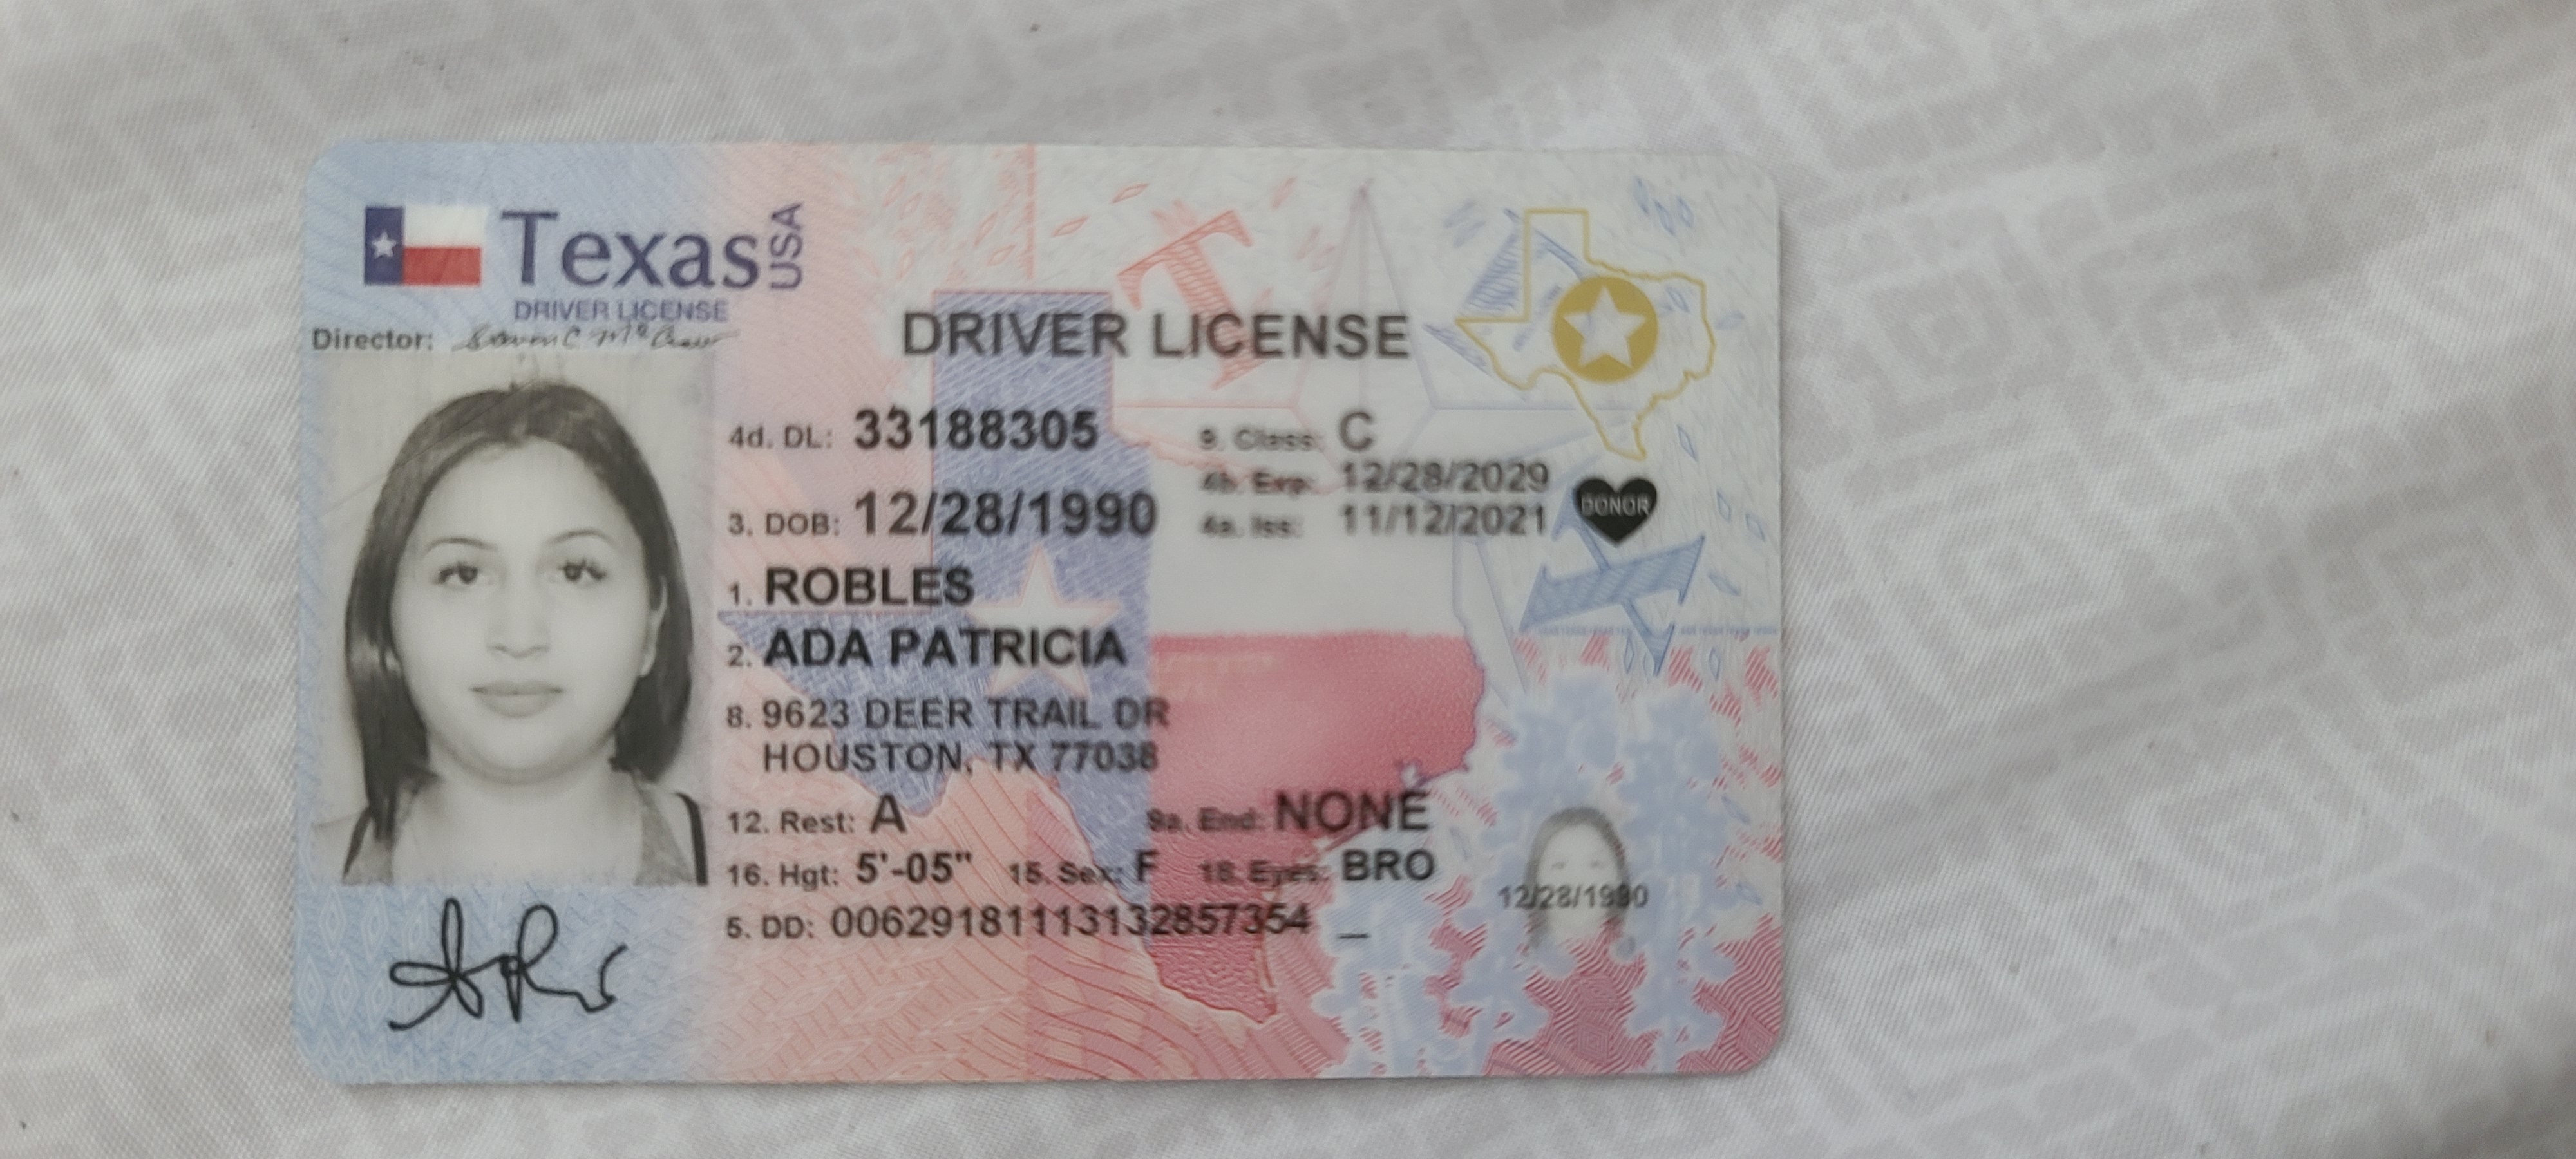 Texas USA
DRIVER LICENSE
Director:
DRIVER LICENSE
4d. DL: 33188305
9. Class: C
4b. Exp: 12/28/2029
3. DOB: 12/28/1990
4a. Iss: 11/12/2021
DONOR
1. ROBLES
2. ADA PATRICIA
8. 9623 DEER TRAIL DR
HOUSTON, TX 77038
12. Rest: A
9a. End: NONE
16. Hgt: 5'-05" 15. Sex: F 18. Eyes: BRO
12/28/1990
5. DD: 00629181113132857354